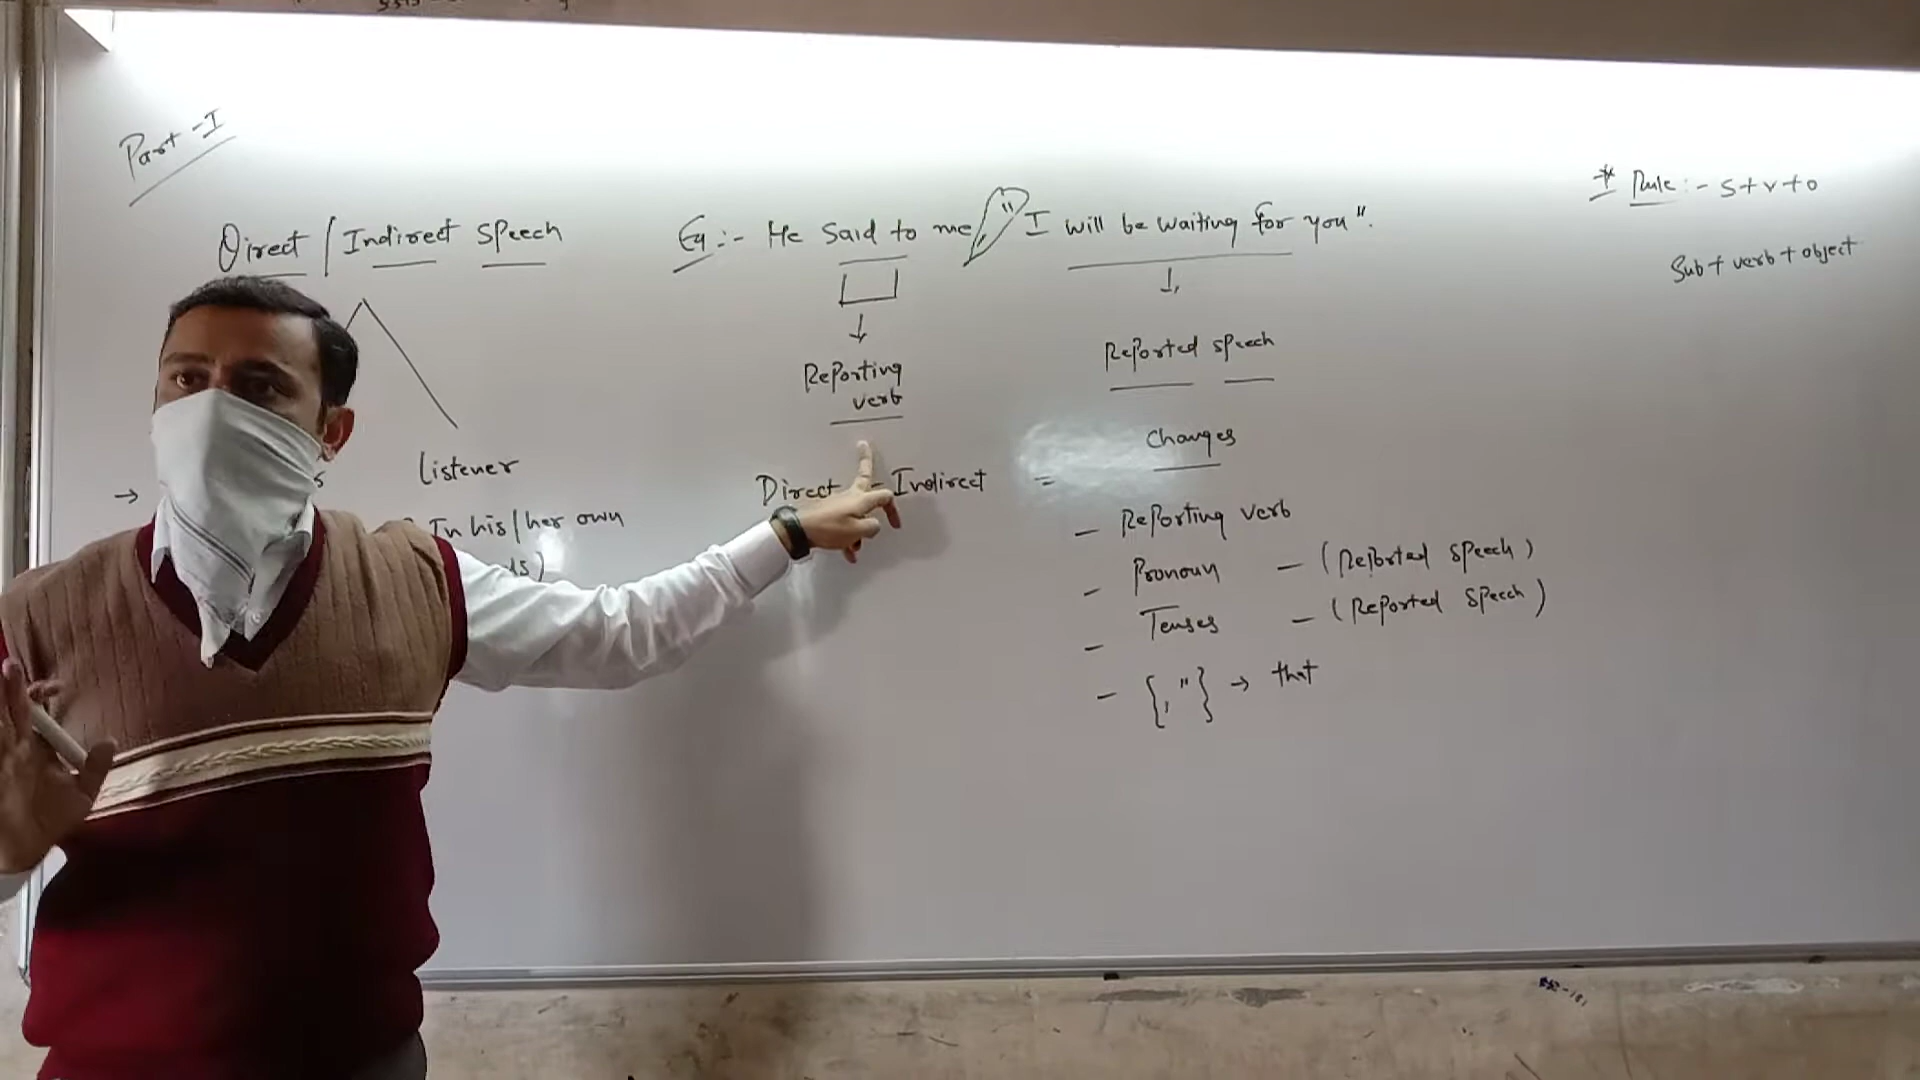 Part-I
Direct / Indirect Speech
Listener
→
In his/her own
Eg:- He said to me, " I will be waiting for you".
↓
Reporting
verb
↓
Reported speech
Direct - Indirect =
Changes
- Reporting verb
- Pronoun - (Reported Speech)
- Tenses - (Reported Speech)
- { , " } → that
* Rule:- S+v+o
Sub + verb + object